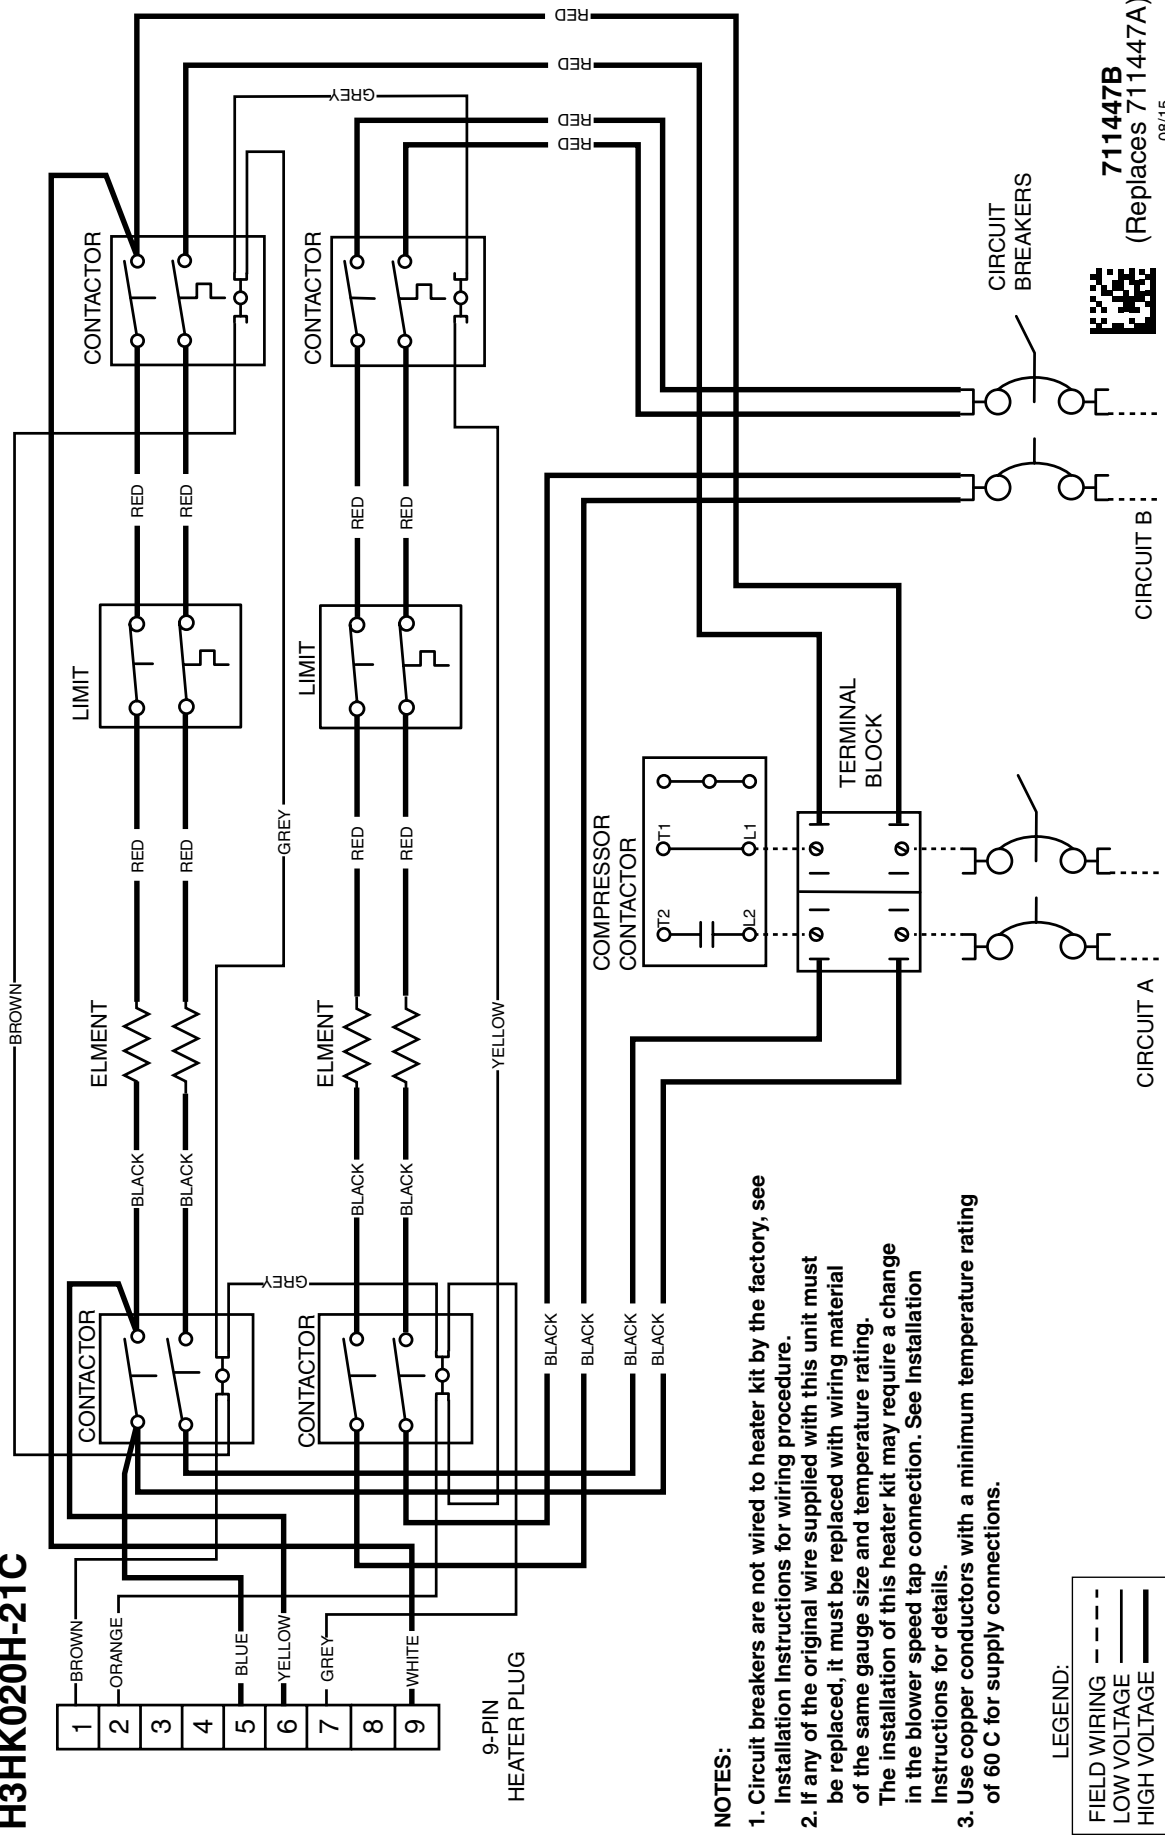 H3HK020H-21C
BROWN
CONTACTOR
BLACK
BLACK
ELMENT
RED
RED
LIMIT
RED
RED
CONTACTOR
RED
RED
GREY
GREY
GREY
CONTACTOR
BLACK
BLACK
ELMENT
RED
RED
LIMIT
RED
RED
CONTACTOR
RED
RED
YELLOW
1
2
3
4
5
6
7
8
9
BROWN
ORANGE
BLUE
YELLOW
GREY
WHITE
9-PIN
HEATER PLUG
BLACK
BLACK
BLACK
BLACK
COMPRESSOR
CONTACTOR
T2
T1
L2
L1
TERMINAL
BLOCK
CIRCUIT
BREAKERS
CIRCUIT A
CIRCUIT B
NOTES:
1. Circuit breakers are not wired to heater kit by the factory, see
Installation Instructions for wiring procedure.
2. If any of the original wire supplied with this unit must
be replaced, it must be replaced with wiring material
of the same gauge size and temperature rating.
The installation of this heater kit may require a change
in the blower speed tap connection. See Installation
Instructions for details.
3. Use copper conductors with a minimum temperature rating
of 60 C for supply connections.
LEGEND:
FIELD WIRING
LOW VOLTAGE
HIGH VOLTAGE
711447B
(Replaces 711447A)
08/15